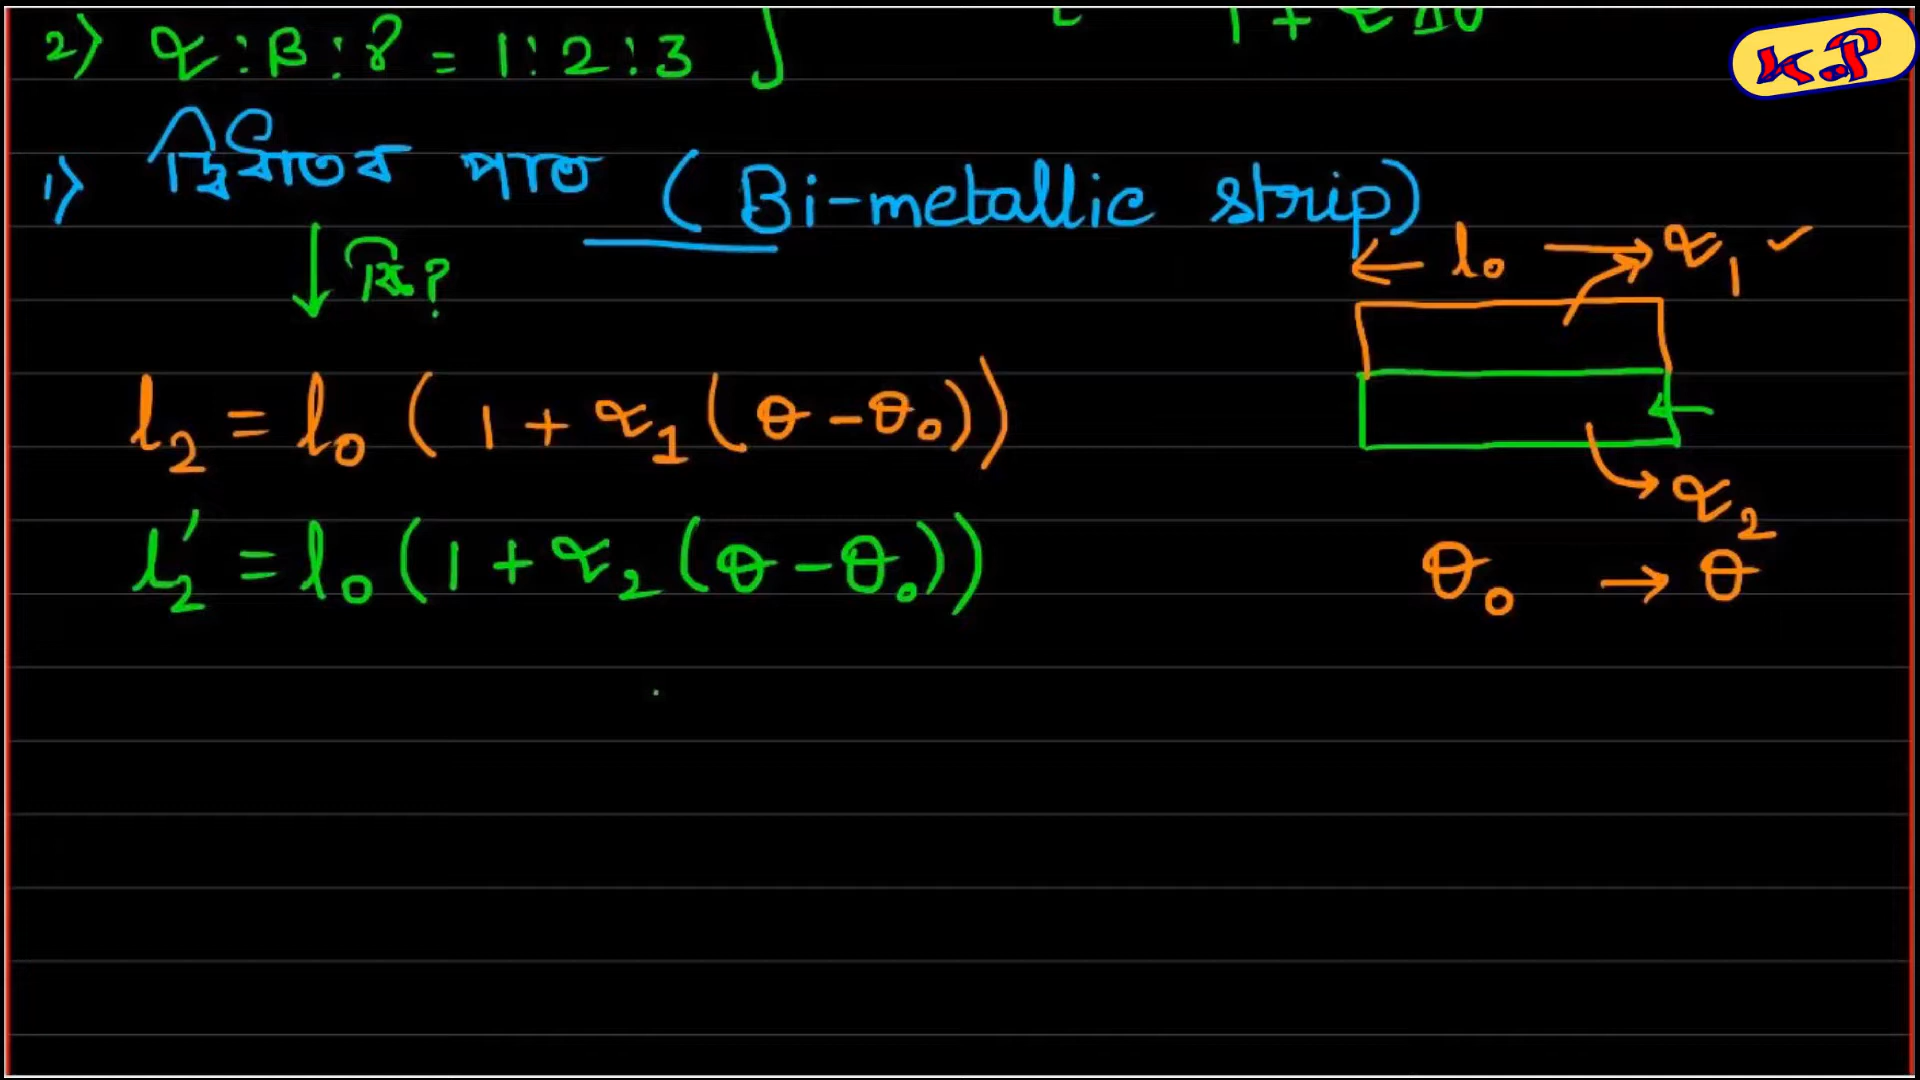 2) α : β : γ = 1 : 2 : 3
K.P
1) দ্বিধাতব পাত (Bi-metallic strip)
কি?
l₀ α₁ ✓
l₂ = l₀ (1 + α₁ (θ - θ₀))
α₂
l₂' = l₀ (1 + α₂ (θ - θ₀))
θ₀ → θ